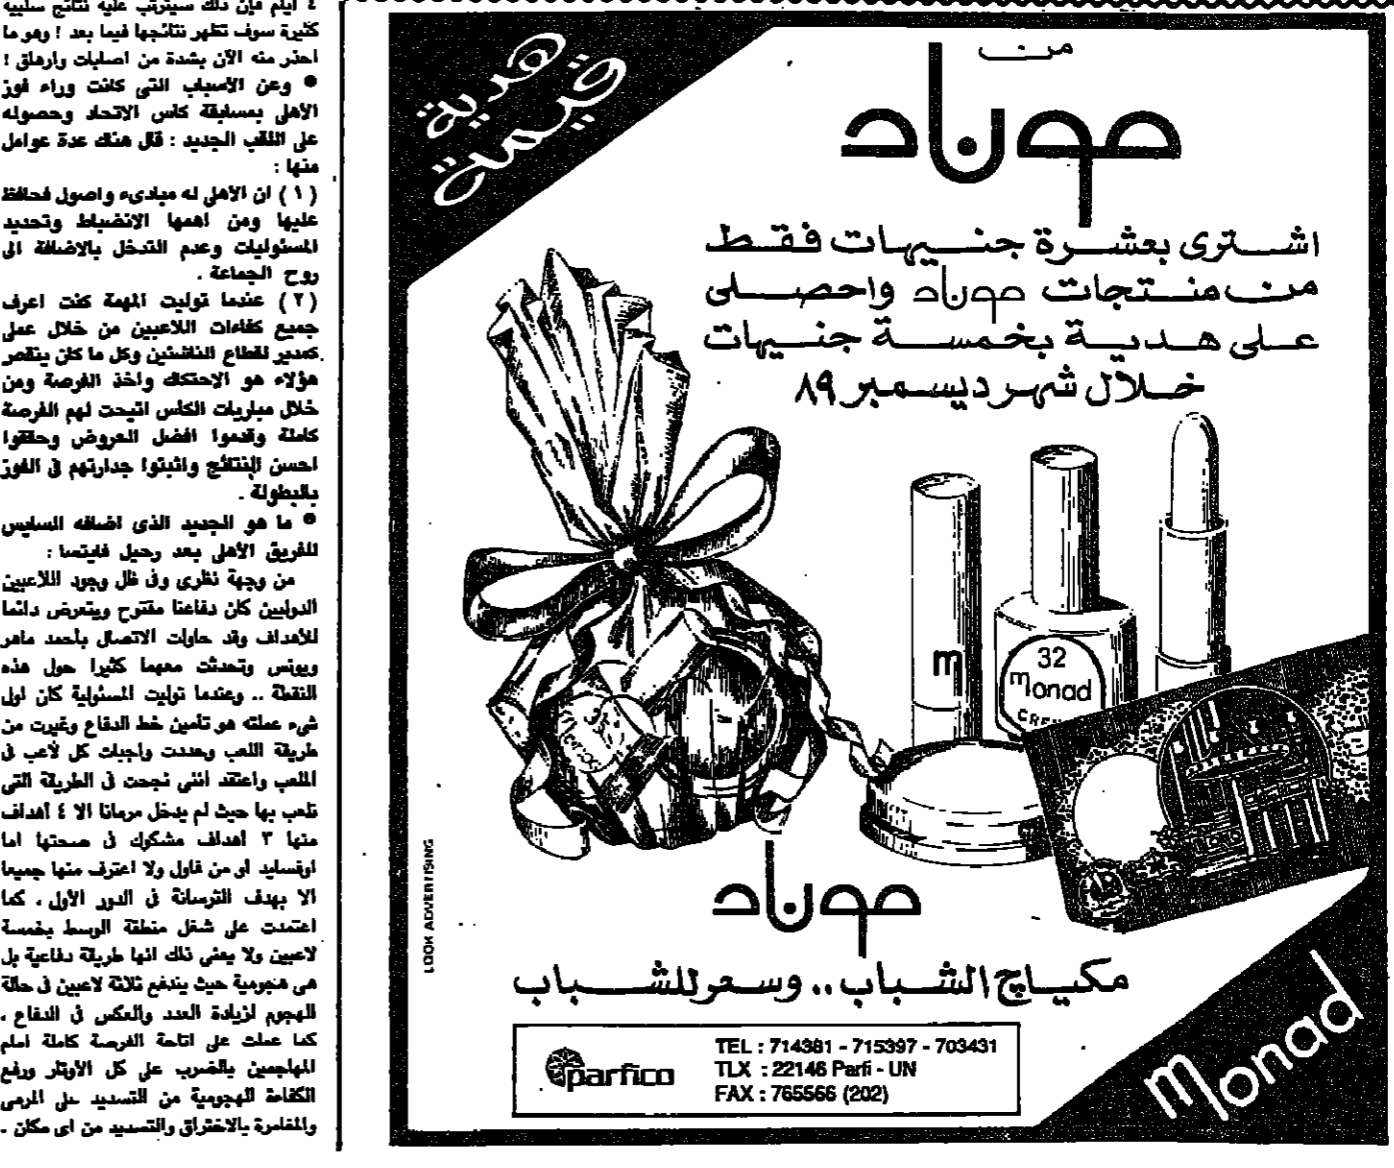 ٤ ايام فإن ذلك سيترتب عليه نتائج سلبية
كثيرة سوف تظهر نتائجها فيما بعد ! وهو ما
احذر منه الآن بشدة من اصابات وارهاق !
● وعن الأسباب التى كانت وراء فوز
الأهلى بمسابقة كاس الاتحاد وحصوله
على اللقب الجديد : قال هناك عدة عوامل
منها :
( ١ ) ان الأهلى له مبادىء واصول فحافظ
عليها ومن اهمها الانضباط وتحديد
المسئوليات وعدم التدخل بالاضافة الى
روح الجماعة .
( ٢ ) عندما توليت المهمة كنت اعرف
جميع كفاءات اللاعبين من خلال عملى
كمدير لقطاع الناشئين وكل ما كان ينقص
هؤلاء هو الاحتكاك واخذ الفرصة ومن
خلال مباريات الكاس اتيحت لهم الفرصة
كاملة وقدموا افضل العروض وحققوا
احسن النتائج واثبتوا جدارتهم فى الفوز
بالبطولة .
● ما هو الجديد الذى اضافه السايس
للفريق الأهلى بعد رحيل فايتسا :
من وجهة نظرى وفى ظل وجود اللاعبين
الدوليين كان دفاعنا مفتوح ويتعرض دائما
للأهداف وقد حاولت الاتصال بأحمد ماهر
ويونس وتحدثت معهما كثيرا حول هذه
النقطة .. وعندما توليت المسئولية كان اول
شىء عملته هو تأمين خط الدفاع وغيرت من
طريقة اللعب وحددت واجبات كل لاعب فى
الملعب واعتقد أننى نجحت فى الطريقة التى
نلعب بها حيث لم يدخل مرمانا الا ٤ أهداف
منها ٣ أهداف مشكوك فى صحتها اما
اوفسايد أو من فاول ولا اعترف منها جميعا
الا بهدف الترسانة فى الدور الأول ، كما
اعتمدت على شغل منطقة الوسط بخمسة
لاعبين ولا يعنى ذلك انها طريقة دفاعية بل
هى هجومية حيث يندفع ثلاثة لاعبين فى حالة
الهجوم لزيادة العدد والعكس فى الدفاع ،
كما عملت على اتاحة الفرصة كاملة امام
المهاجمين بالضرب على كل الأوتار ورفع
الكفاءة الهجومية من التسديد على المرمى
والمغامرة بالاختراق والتسديد من اى مكان .
هدية
قيمة
من
موناد
اشترى بعشرة جنيهات فقط
من منتجات موناد واحصلى
على هدية بخمسة جنيهات
خلال شهر ديسمبر ٨٩
m
32
monad
CREM
LOOK ADVERTISING
موناد
مكياج الشباب .. وسعر للشباب
parfico
TEL : 714381 - 715397 - 703431
TLX : 22146 Parfi - UN
FAX : 765566 (202)
monad